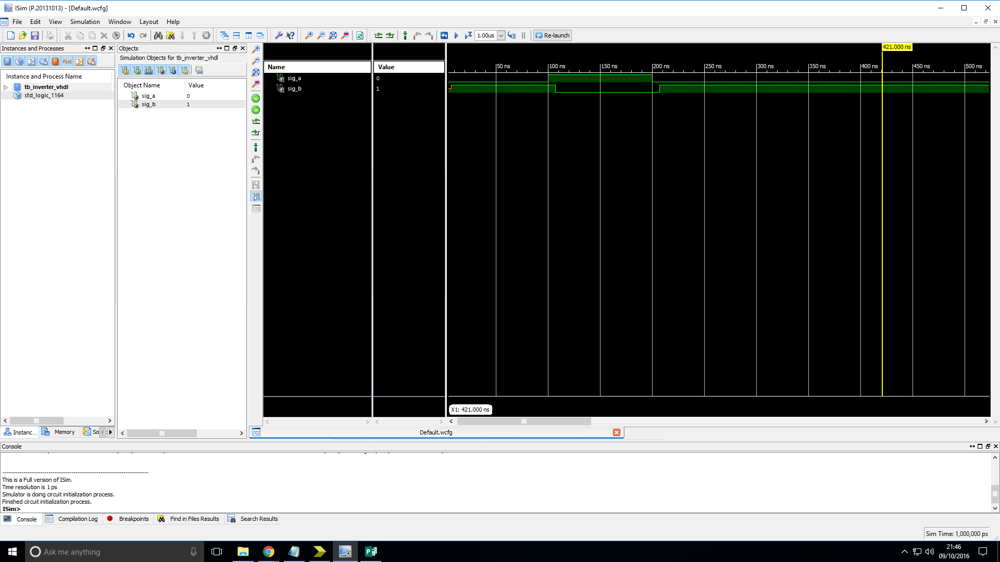 ISim (P.20131013) - [Default.wcfg]
File Edit View Simulation Window Layout Help
1.00us Re-launch
Instances and Processes
Instance and Process Name
tb_inverter_vhdl
std_logic_1164
Instanc... Memory So
Objects
Simulation Objects for tb_inverter_vhdl
Object Name Value
sig_a 0
sig_b 1
Name Value
sig_a 0
sig_b 1
421.000 ns
50 ns 100 ns 150 ns 200 ns 250 ns 300 ns 350 ns 400 ns 450 ns 500 ns
X1: 421.000 ns
Default.wcfg
Console
--------------------------------------------------------------------
This is a Full version of ISim.
Time resolution is 1 ps
Simulator is doing circuit initialization process.
Finished circuit initialization process.
ISim>
Console Compilation Log Breakpoints Find in Files Results Search Results
Sim Time: 1,000,000 ps
Ask me anything
21:46
09/10/2016